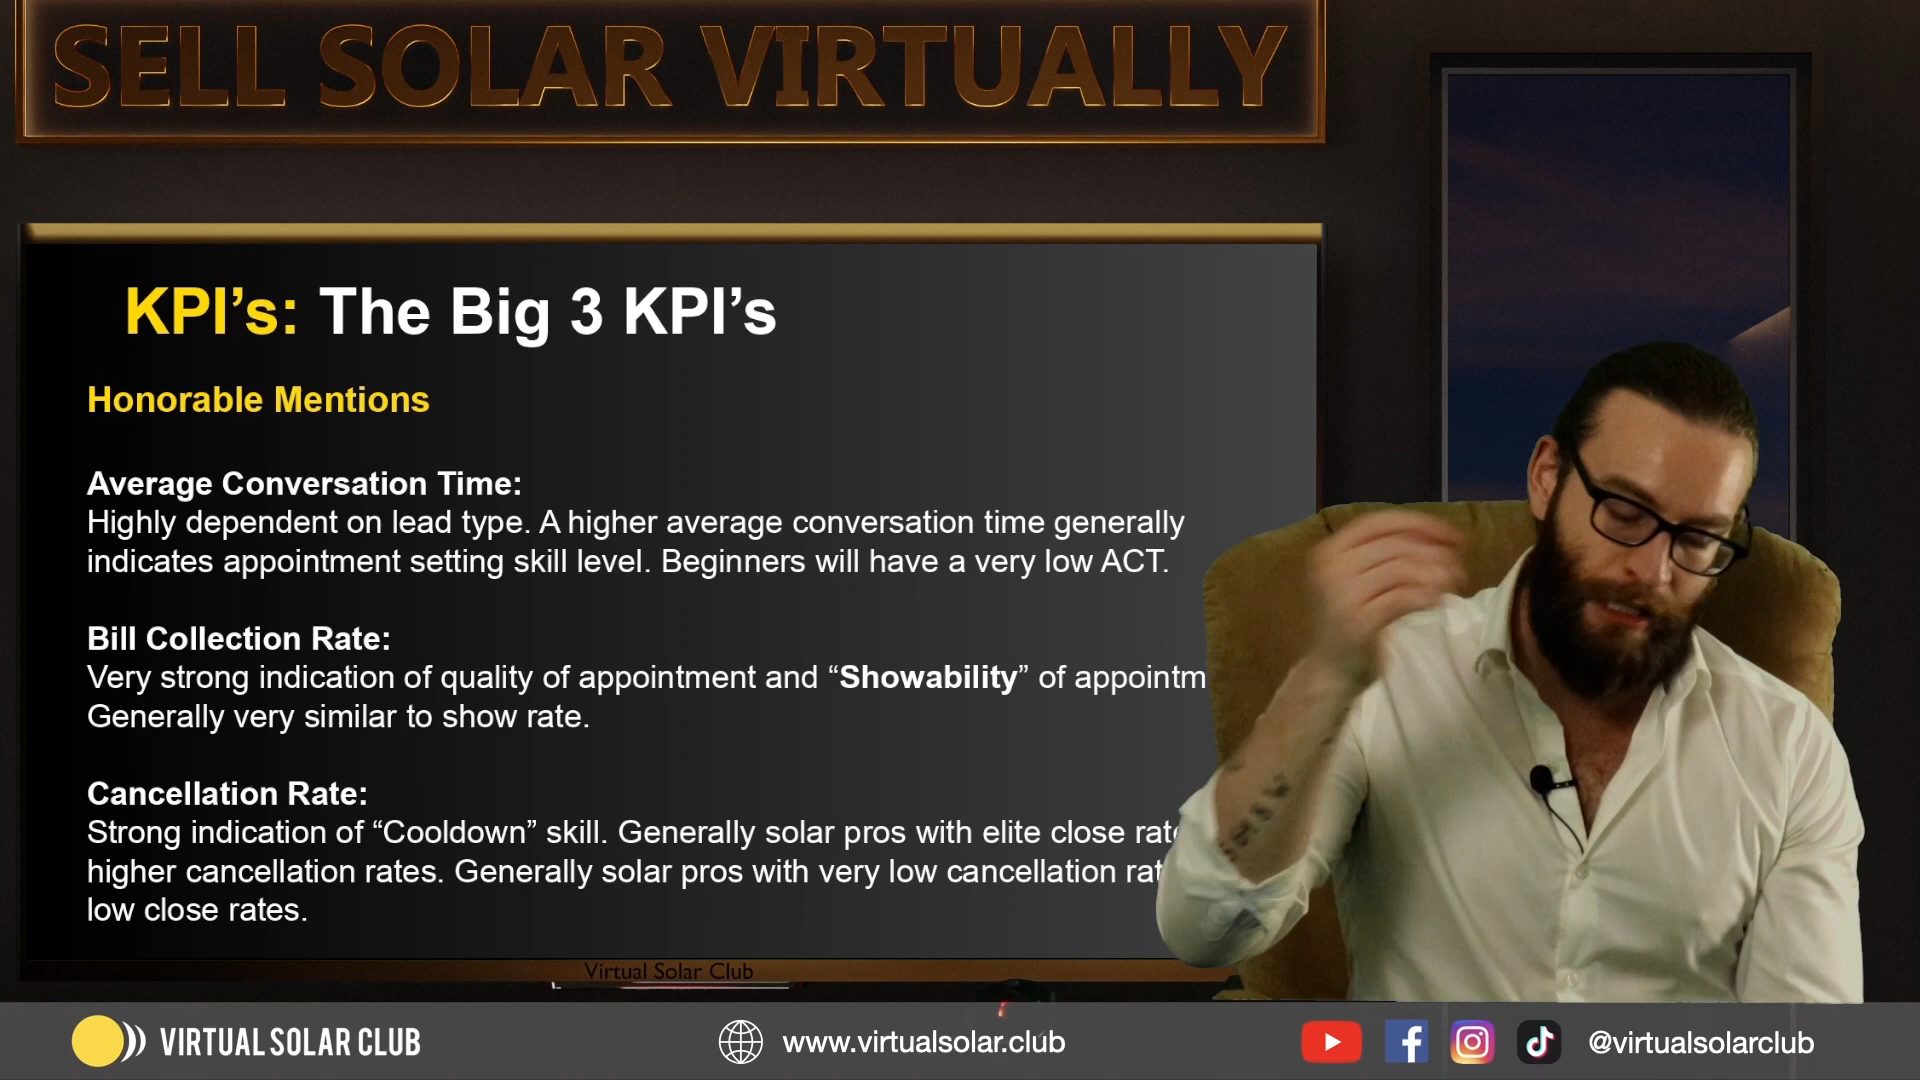 SELL SOLAR VIRTUALLY
KPI’s: The Big 3 KPI’s
Honorable Mentions
Average Conversation Time:
Highly dependent on lead type. A higher average conversation time generally
indicates appointment setting skill level. Beginners will have a very low ACT.
Bill Collection Rate:
Very strong indication of quality of appointment and “Showability” of
Generally very similar to show rate.
Cancellation Rate:
Strong indication of “Cooldown” skill. Generally solar pros with elite close
higher cancellation rates. Generally solar pros with very low cancellation
low close rates.
Virtual Solar Club
VIRTUAL SOLAR CLUB
www.virtualsolar.club
@virtualsolarclub